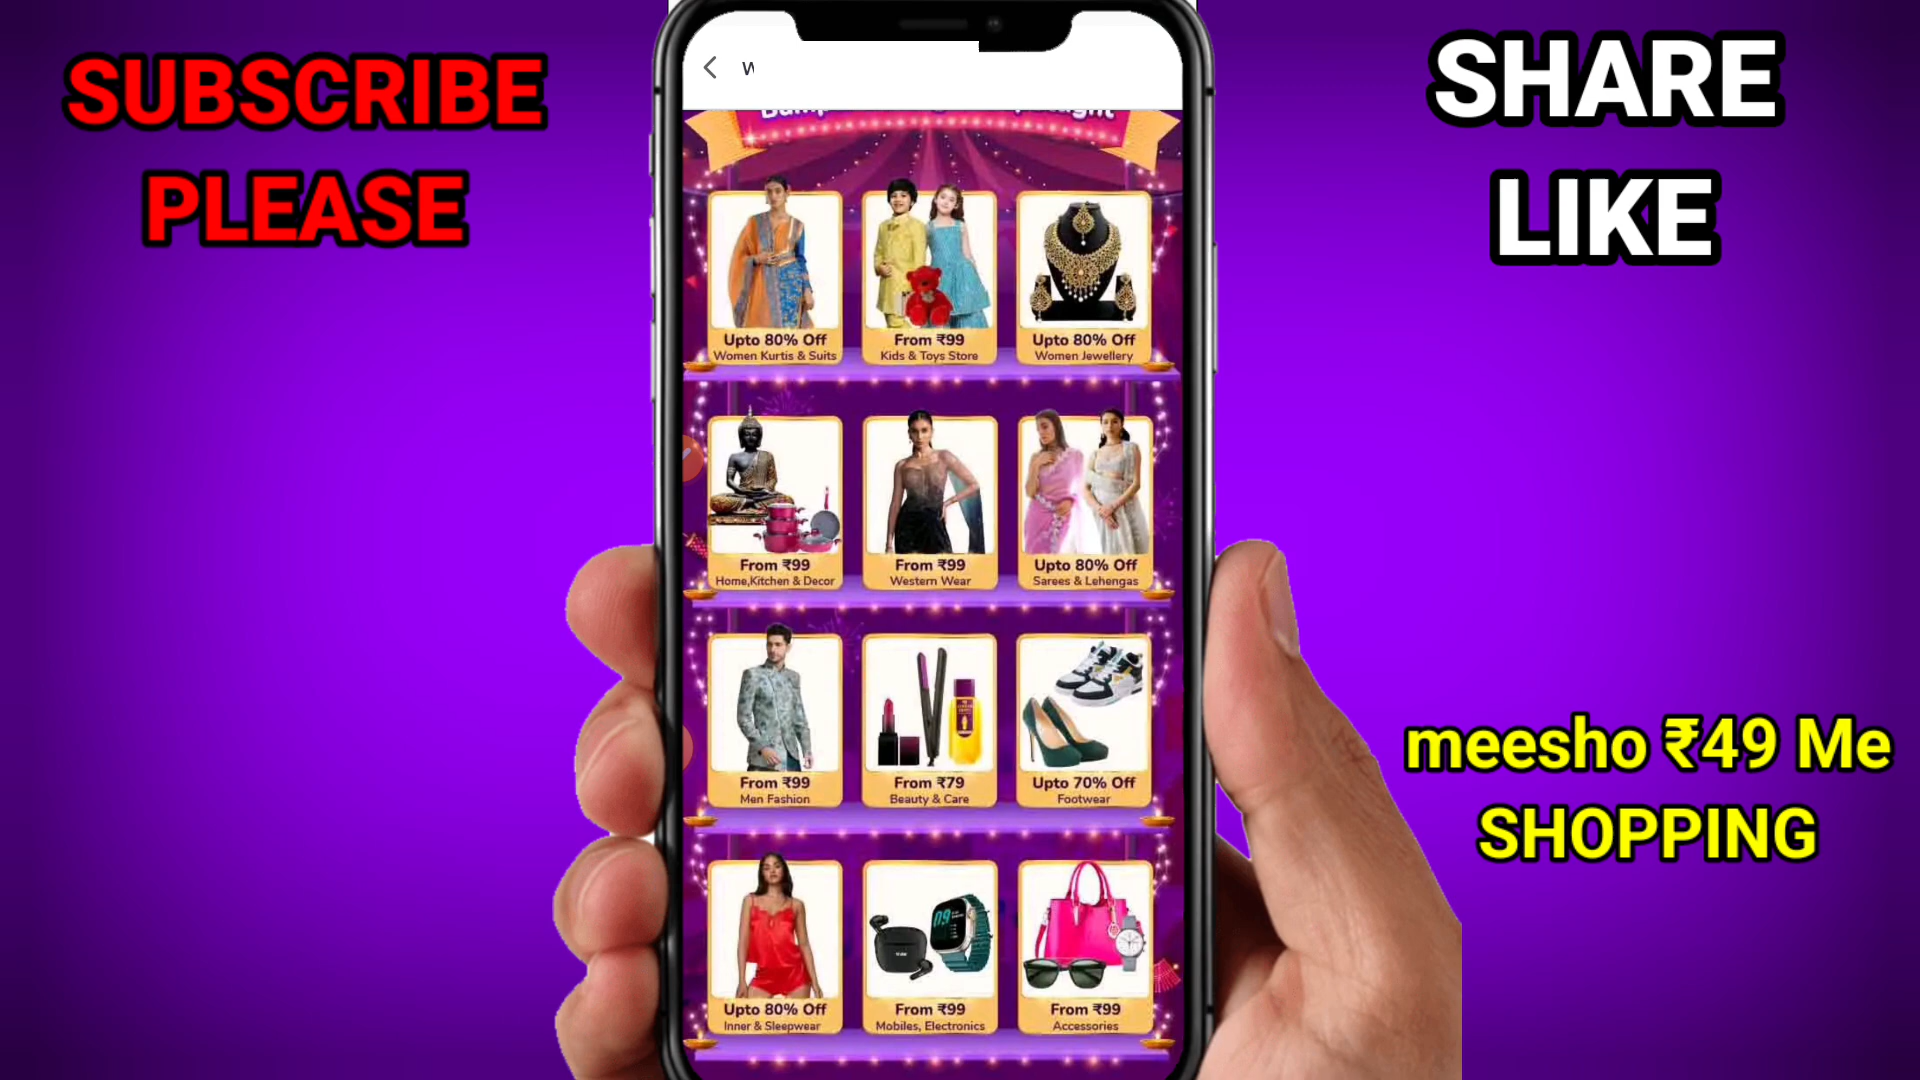 SUBSCRIBE
PLEASE
SHARE
LIKE
meesho ₹49 Me
SHOPPING
Upto 80% Off
Women Kurtis & Suits
From ₹99
Kids & Toys Store
Upto 80% Off
Women Jewellery
From ₹99
Home,Kitchen & Decor
From ₹99
Western Wear
Upto 80% Off
Sarees & Lehengas
From ₹99
Men Fashion
From ₹79
Beauty & Care
Upto 70% Off
Footwear
Upto 80% Off
Inner & Sleepwear
From ₹99
Mobiles, Electronics
From ₹99
Accessories